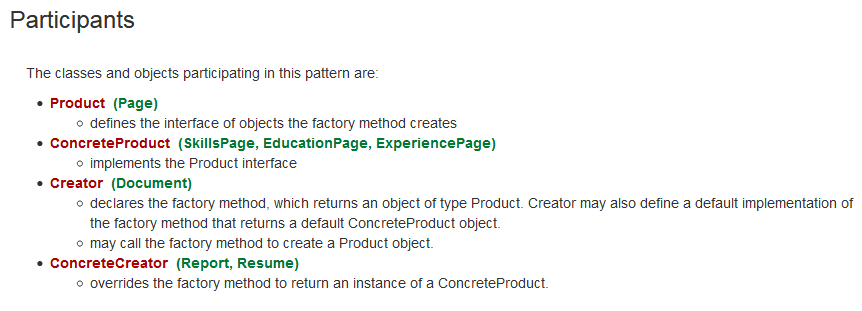 Participants
The classes and objects participating in this pattern are:
Product (Page)
defines the interface of objects the factory method creates
ConcreteProduct (SkillsPage, EducationPage, ExperiencePage)
implements the Product interface
Creator (Document)
declares the factory method, which returns an object of type Product. Creator may also define a default implementation of
the factory method that returns a default ConcreteProduct object.
may call the factory method to create a Product object.
ConcreteCreator (Report, Resume)
overrides the factory method to return an instance of a ConcreteProduct.